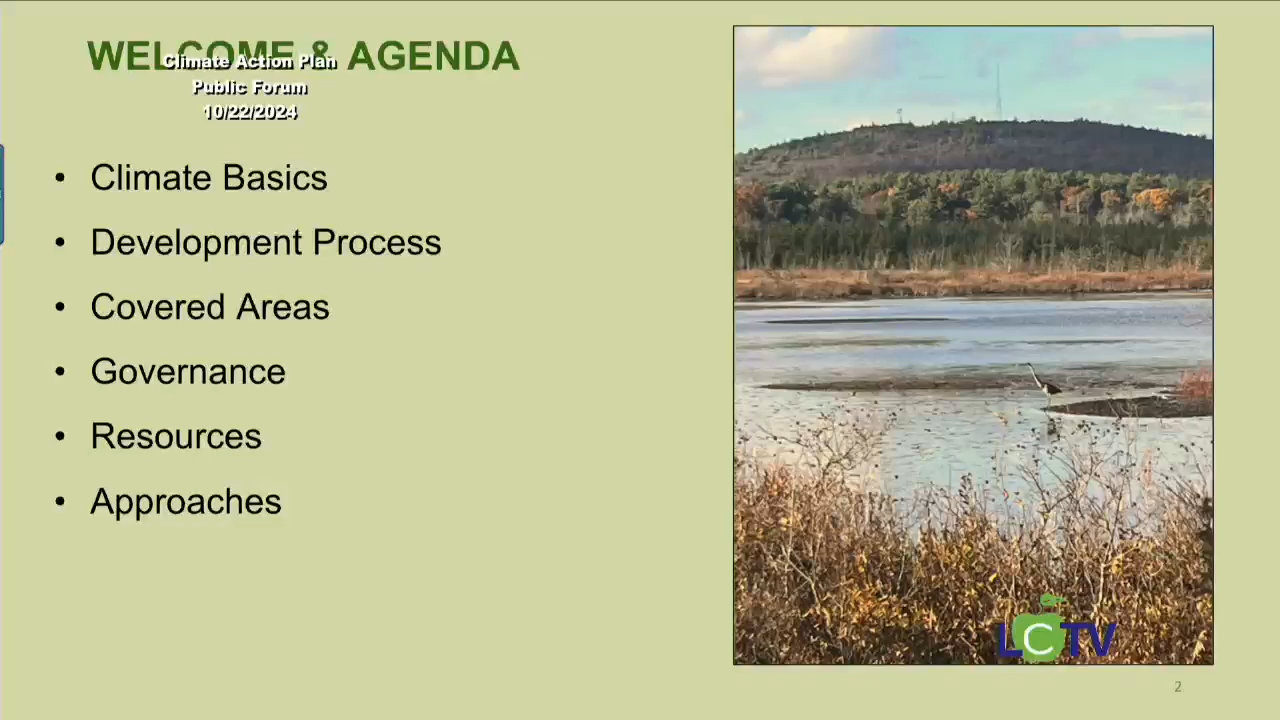 WELCOME & AGENDA
Climate Action Plan
Public Forum
10/22/2024
• Climate Basics
• Development Process
• Covered Areas
• Governance
• Resources
• Approaches
LCTV
2